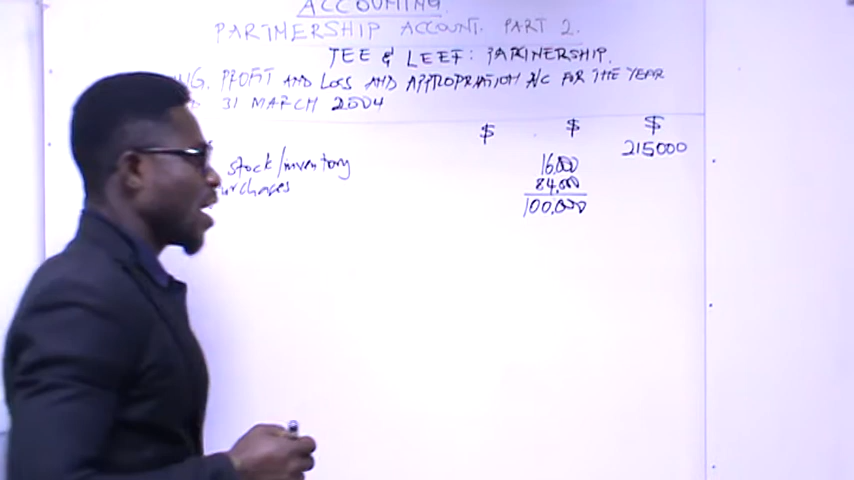 ACCOUNTING
PARTNERSHIP ACCOUNT. PART 2.
TEE & LEEF: PARTNERSHIP.
PROFIT AND LOSS AND APPROPRIATION A/C FOR THE YEAR
31 MARCH 2004
$ $ $
215000
stock/inventory 16,000
urchases 84,000
100,000